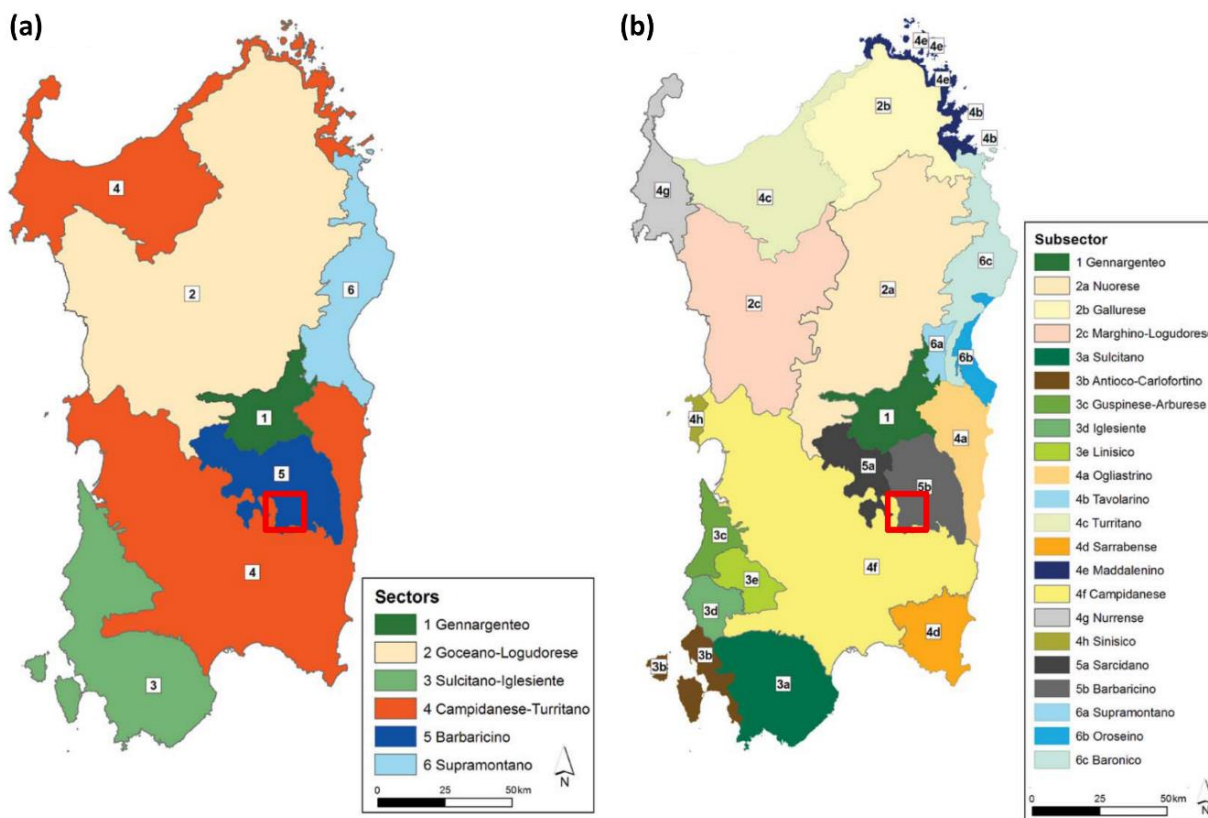 (a)
4
2
6
1
5
4
3
Sectors
1 Gennargenteo
2 Goceano-Logudorese
3 Sulcitano-Iglesiente
4 Campidanese-Turritano
5 Barbaricino
6 Supramontano
N
0 25 50km
(b)
4e
4e
4e
2b
4b
4b
4g
4c
6c
2a
2c
6a
6b
1
4h
4a
5a
5b
3c
4f
3e
3d
4d
3b
3b
3a
Subsector
1 Gennargenteo
2a Nuorese
2b Gallurese
2c Marghino-Logudorese
3a Sulcitano
3b Antioco-Carlofortino
3c Guspinese-Arburese
3d Iglesiente
3e Linisico
4a Ogliastrino
4b Tavolarino
4c Turritano
4d Sarrabense
4e Maddalenino
4f Campidanese
4g Nurrense
4h Sinisico
5a Sarcidano
5b Barbaricino
6a Supramontano
6b Oroseino
6c Baronico
N
0 25 50km